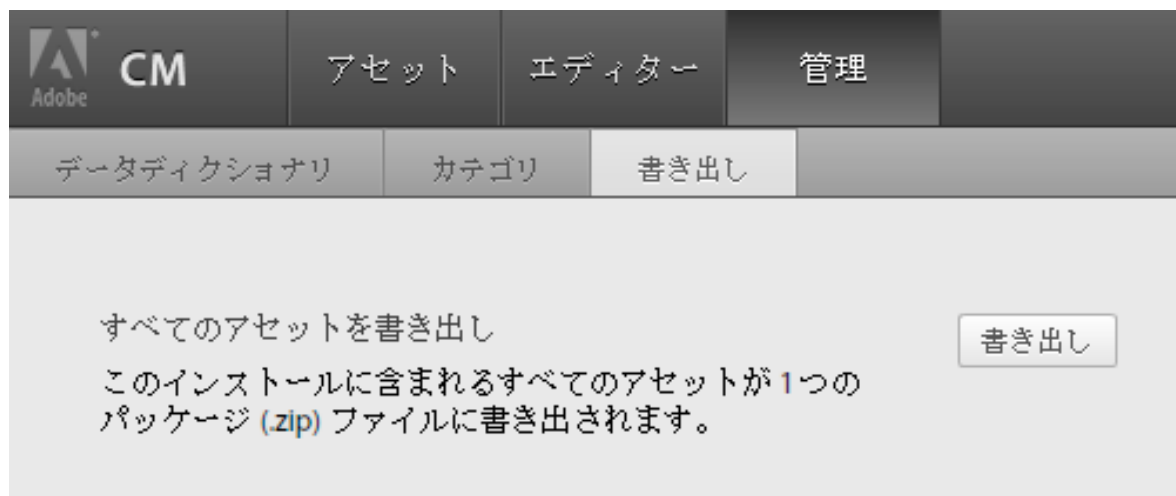 Adobe
CM
アセット
エディター
管理
データディクショナリ
カテゴリ
書き出し
すべてのアセットを書き出し
書き出し
このインストールに含まれるすべてのアセットが 1 つの
パッケージ (.zip) ファイルに書き出されます。